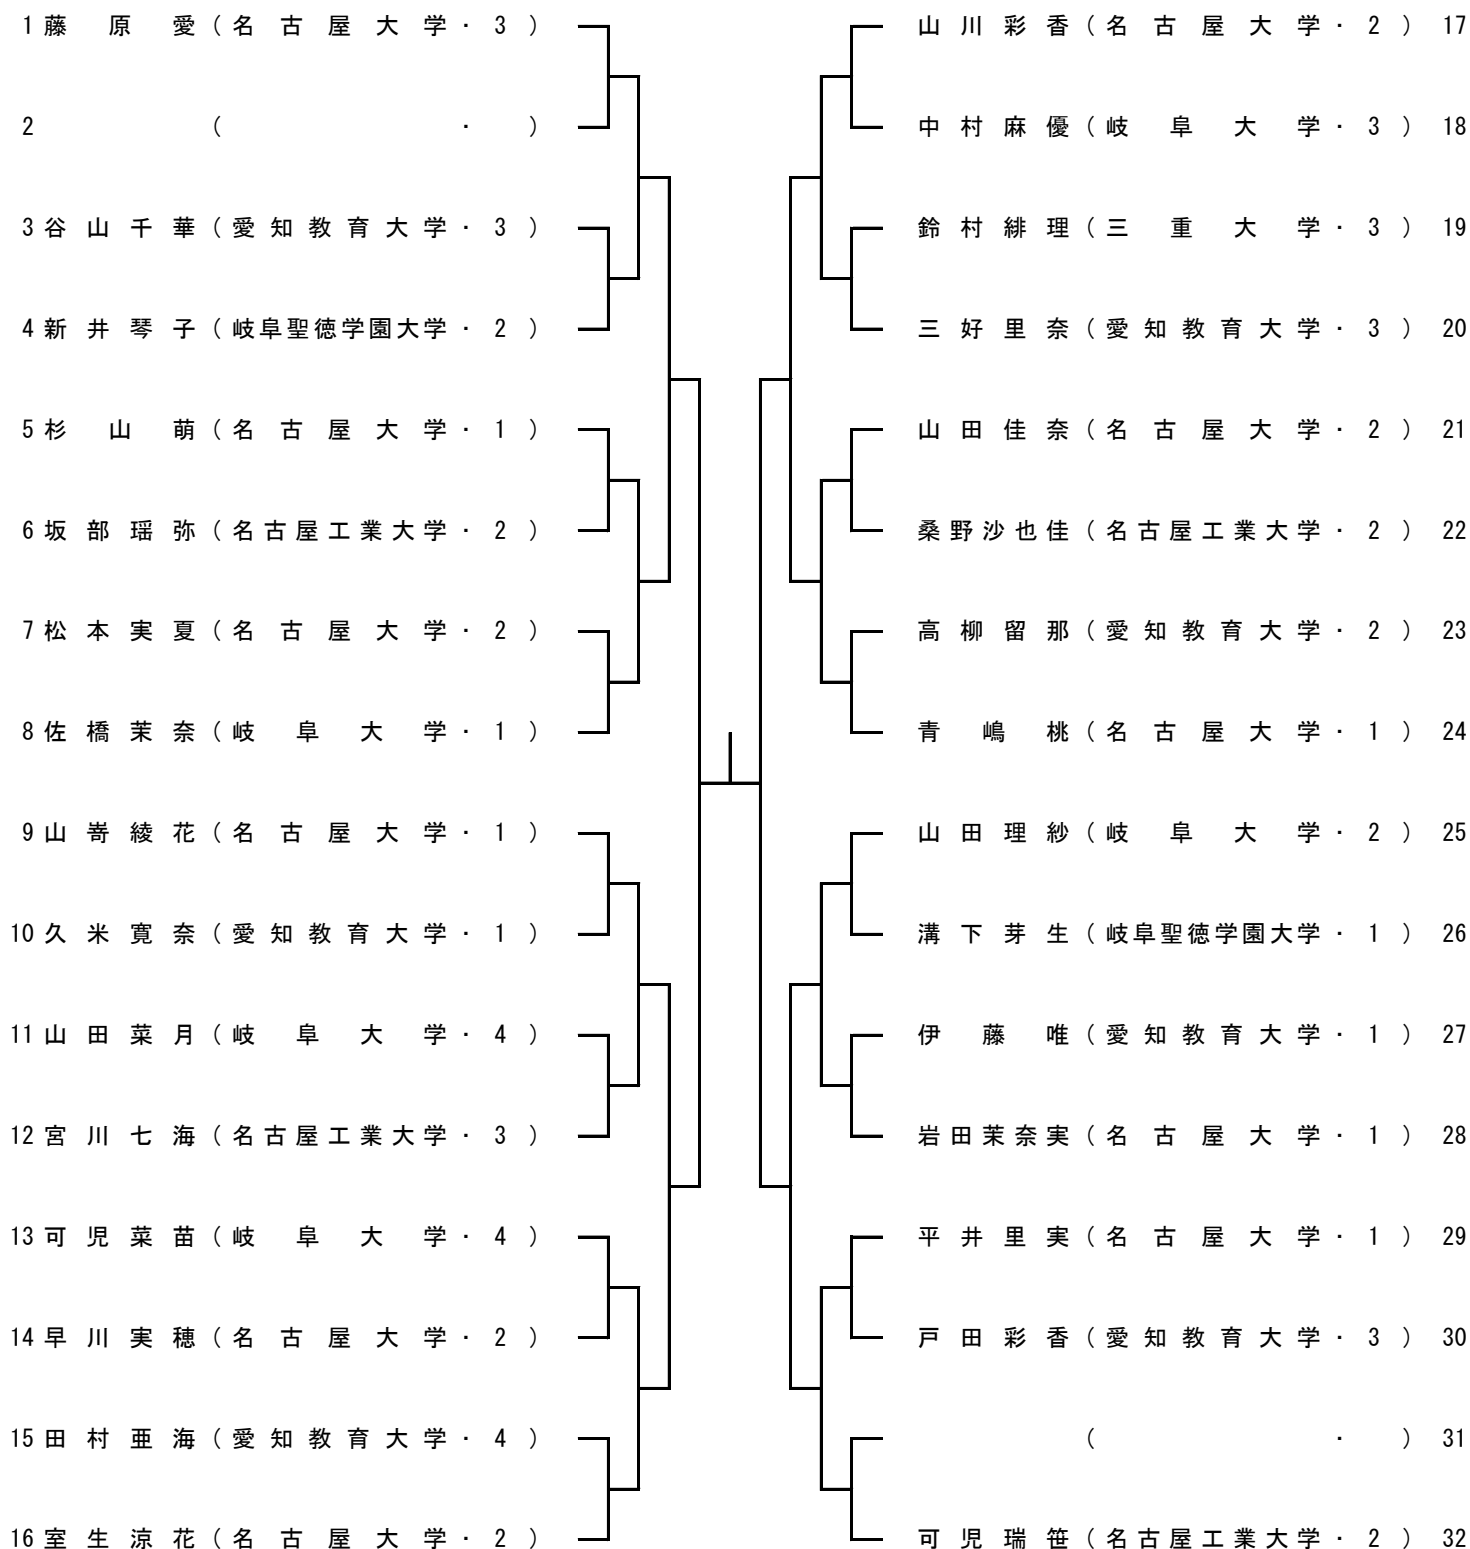 1 藤原愛（名古屋大学・3）
2 （ ・ ）
3 谷山千華（愛知教育大学・3）
4 新井琴子（岐阜聖徳学園大学・2）
5 杉山萌（名古屋大学・1）
6 坂部瑶弥（名古屋工業大学・2）
7 松本実夏（名古屋大学・2）
8 佐橋茉奈（岐阜大学・1）
9 山嵜綾花（名古屋大学・1）
10 久米寛奈（愛知教育大学・1）
11 山田菜月（岐阜大学・4）
12 宮川七海（名古屋工業大学・3）
13 可児菜苗（岐阜大学・4）
14 早川実穂（名古屋大学・2）
15 田村亜海（愛知教育大学・4）
16 室生涼花（名古屋大学・2）
山川彩香（名古屋大学・2） 17
中村麻優（岐阜大学・3） 18
鈴村緋理（三重大学・3） 19
三好里奈（愛知教育大学・3） 20
山田佳奈（名古屋大学・2） 21
桑野沙也佳（名古屋工業大学・2） 22
高柳留那（愛知教育大学・2） 23
青嶋桃（名古屋大学・1） 24
山田理紗（岐阜大学・2） 25
溝下芽生（岐阜聖徳学園大学・1） 26
伊藤唯（愛知教育大学・1） 27
岩田茉奈実（名古屋大学・1） 28
平井里実（名古屋大学・1） 29
戸田彩香（愛知教育大学・3） 30
（ ・ ） 31
可児瑞笹（名古屋工業大学・2） 32